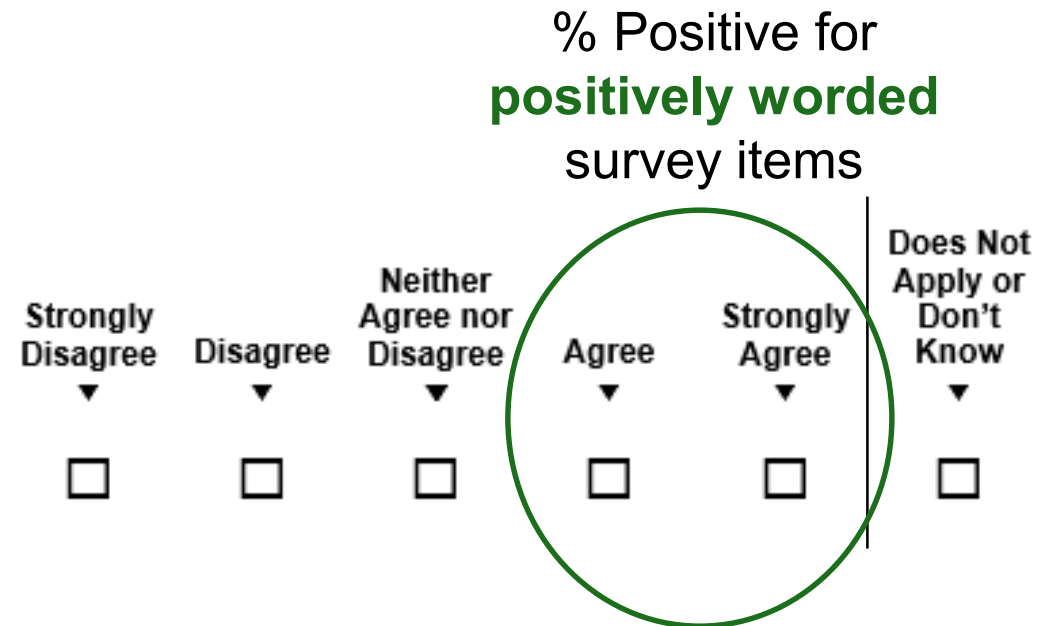 % Positive for
positively worded
survey items
Strongly
Disagree
Disagree
Neither
Agree nor
Disagree
Agree
Strongly
Agree
Does Not
Apply or
Don't
Know